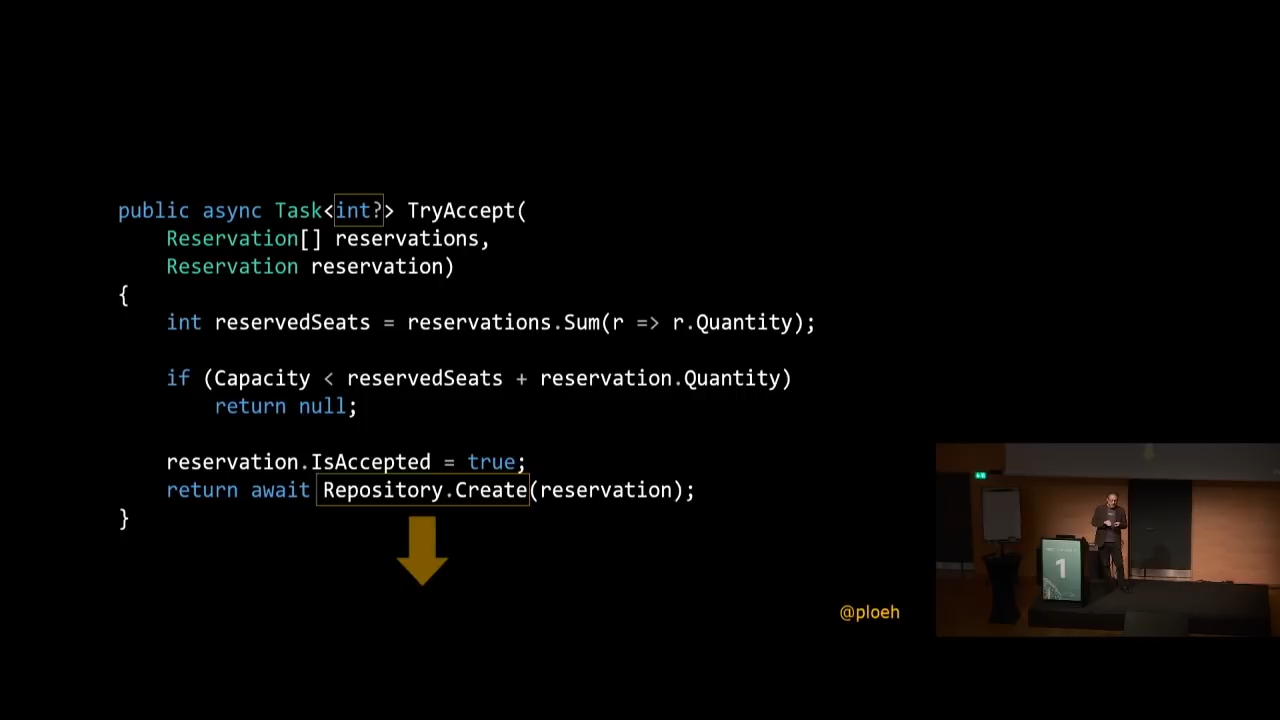 public async Task<int?> TryAccept(
    Reservation[] reservations,
    Reservation reservation)
{
    int reservedSeats = reservations.Sum(r => r.Quantity);
    if (Capacity < reservedSeats + reservation.Quantity)
        return null;
    reservation.IsAccepted = true;
    return await Repository.Create(reservation);
}
@ploeh
1